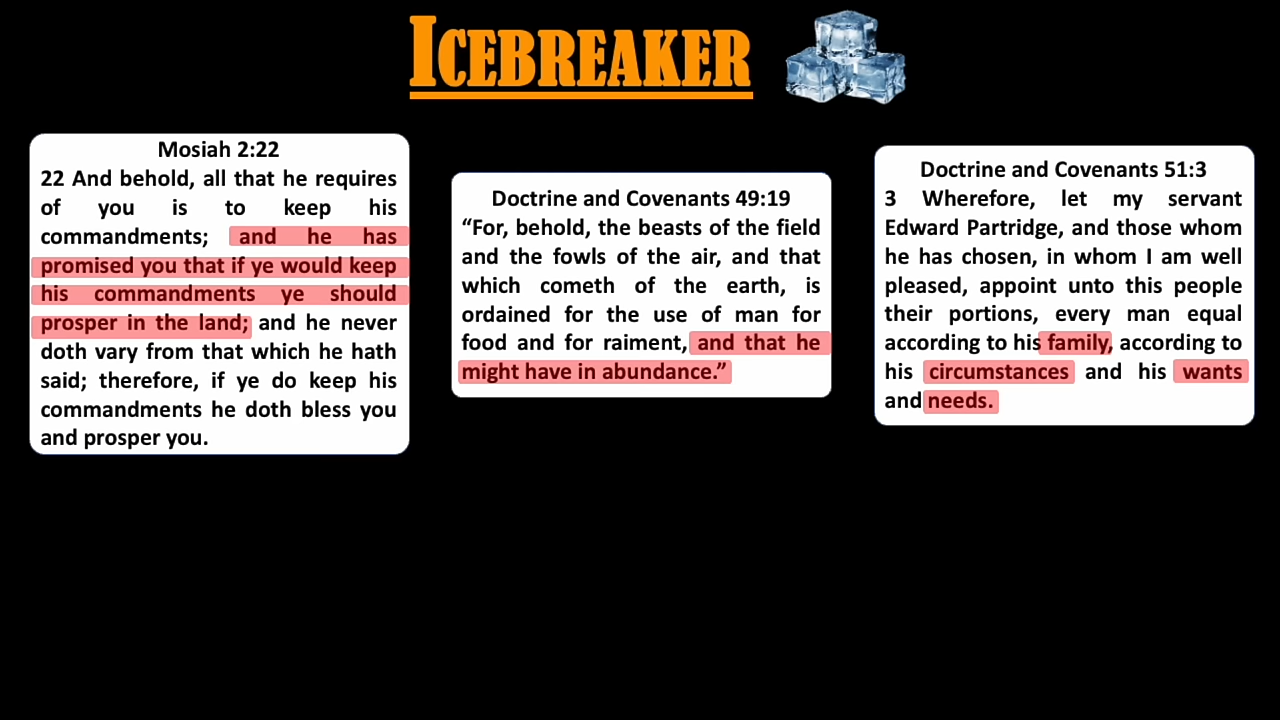 ICEBREAKER
Mosiah 2:22
22 And behold, all that he requires
of you is to keep his
commandments; and he has
promised you that if ye would keep
his commandments ye should
prosper in the land; and he never
doth vary from that which he hath
said; therefore, if ye do keep his
commandments he doth bless you
and prosper you.
Doctrine and Covenants 49:19
“For, behold, the beasts of the field
and the fowls of the air, and that
which cometh of the earth, is
ordained for the use of man for
food and for raiment, and that he
might have in abundance.”
Doctrine and Covenants 51:3
3 Wherefore, let my servant
Edward Partridge, and those whom
he has chosen, in whom I am well
pleased, appoint unto this people
their portions, every man equal
according to his family, according to
his circumstances and his wants
and needs.